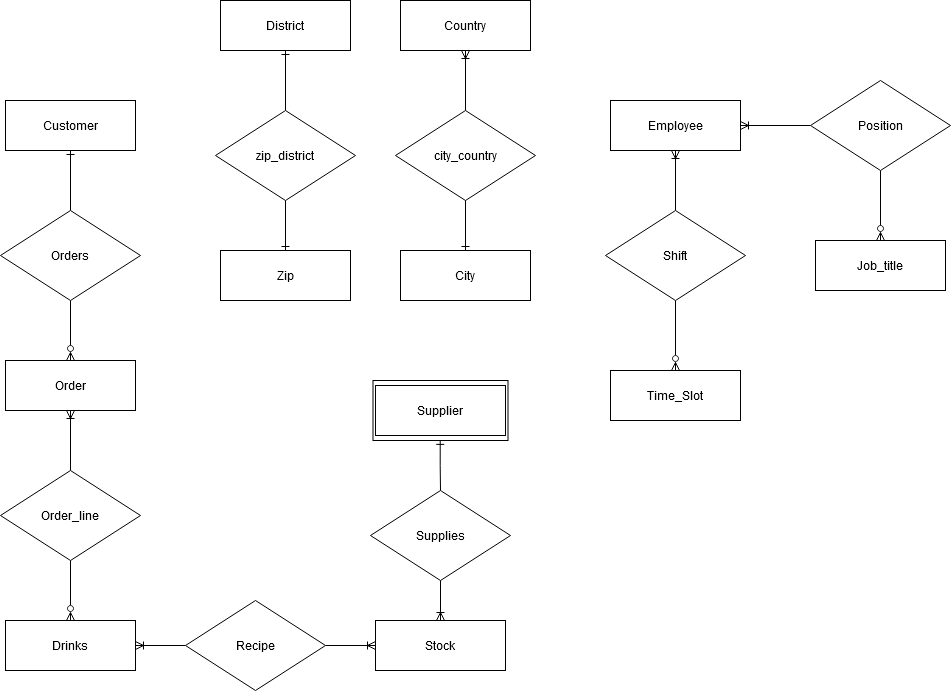 District
Country
Customer
Employee
Position
zip_district
city_country
Orders
Shift
Zip
City
Job_title
Order
Time_Slot
Supplier
Order_line
Supplies
Drinks
Recipe
Stock